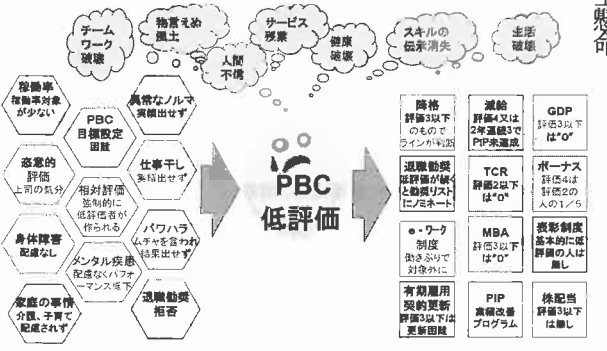 チーム
ワーク
破壊
物言えぬ
風土
人間
不信
サービス
残業
健康
破壊
スキルの
伝承消失
生活
破壊
稼働率
稼働率対象
が少ない
PBC
目標設定
困難
異常なノルマ
実績出せず
恣意的
評価
上司の気分
相対評価
強制的に
低評価者が
作られる
仕事干し
実績出せず
身体障害
配慮なし
メンタル疾患
配慮なくパフォ
ーマンス低下
パワハラ
ムチャを言われ
結果出せず
家庭の事情
介護、子育て
配慮されず
退職勧奨
拒否
PBC
低評価
降格
評価3以下
のもので
ラインが判断
減給
評価4又は
2年連続3で
PIP未達成
GDP
評価3以下
は"0"
退職勧奨
低評価が続く
と勧奨リスト
にノミネート
TCR
評価2以下
は"0"
ボーナス
評価4は
評価2の
人の1/5
e・ワーク
制度
働きぶりで
対象外に
MBA
評価3以下
は"0"
表彰制度
基本的に低
評価の人は
無し
有期雇用
契約更新
評価3以下は
更新困難
PIP
業績改善
プログラム
株配当
評価3以下
は無し